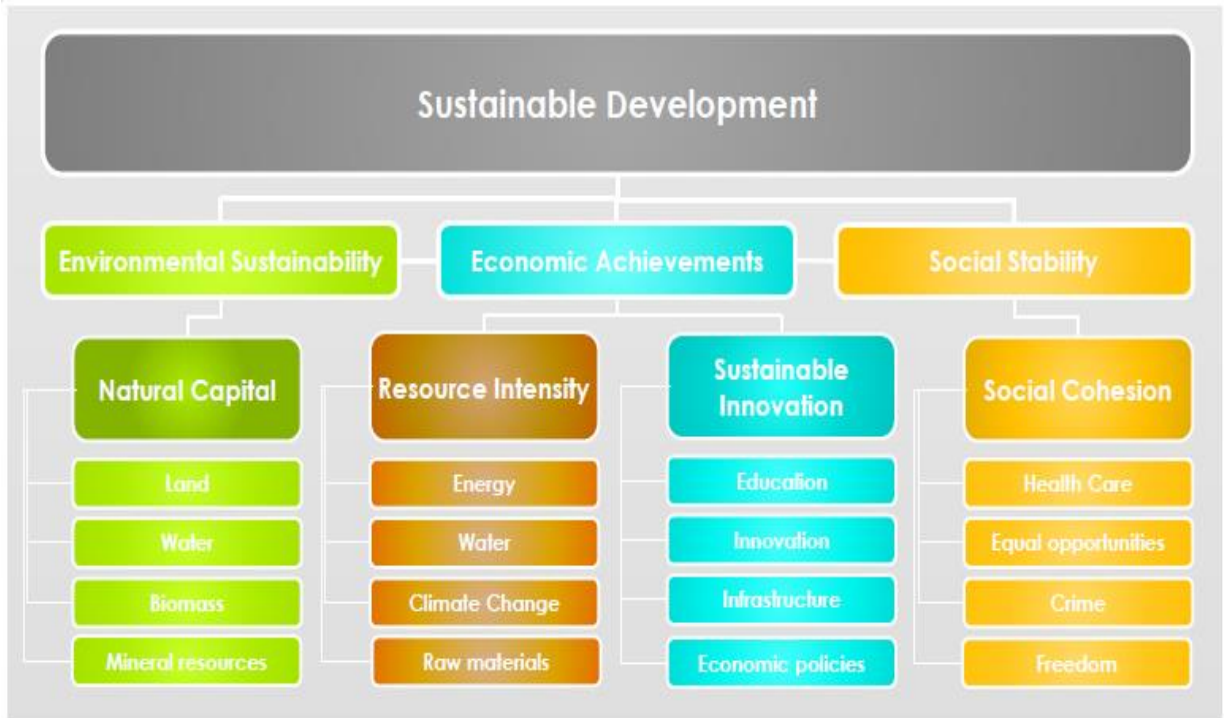 Sustainable Development
Environmental Sustainability
Economic Achievements
Social Stability
Natural Capital
Land
Water
Biomass
Mineral resources
Resource Intensity
Energy
Water
Climate Change
Raw materials
Sustainable
Innovation
Education
Innovation
Infrastructure
Economic policies
Social Cohesion
Health Care
Equal opportunities
Crime
Freedom